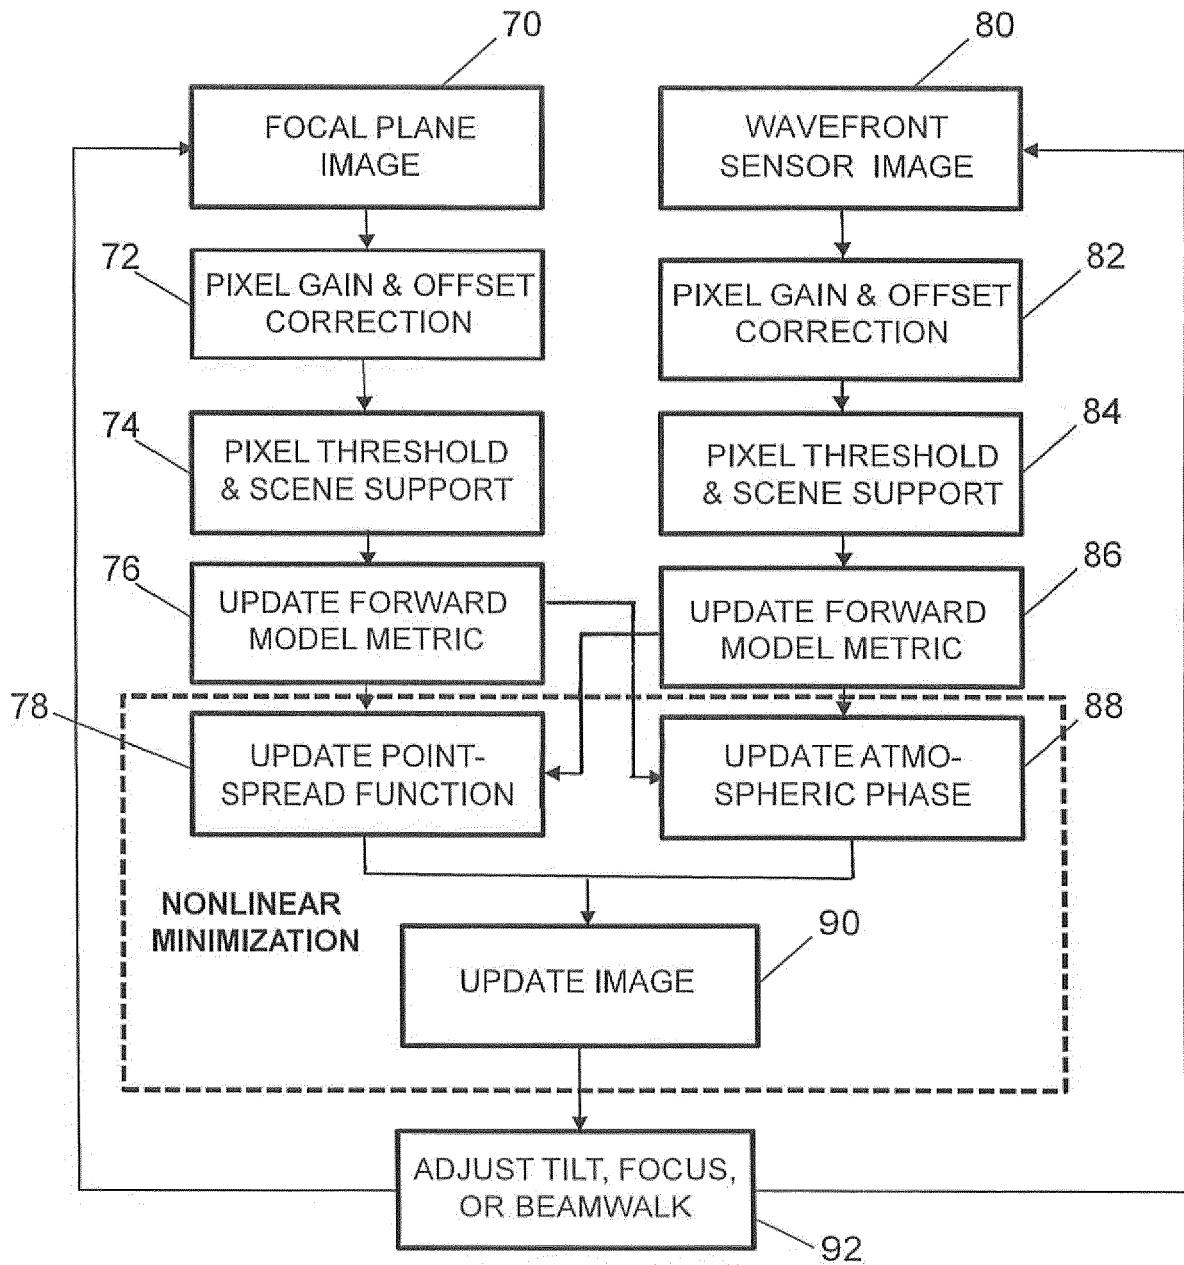 70
80
FOCAL PLANE
IMAGE
WAVEFRONT
SENSOR IMAGE
72
82
PIXEL GAIN & OFFSET
CORRECTION
PIXEL GAIN & OFFSET
CORRECTION
74
84
PIXEL THRESHOLD
& SCENE SUPPORT
PIXEL THRESHOLD
& SCENE SUPPORT
76
86
UPDATE FORWARD
MODEL METRIC
UPDATE FORWARD
MODEL METRIC
78
88
UPDATE POINT-
SPREAD FUNCTION
UPDATE ATMO-
SPHERIC PHASE
NONLINEAR
MINIMIZATION
90
UPDATE IMAGE
ADJUST TILT, FOCUS,
OR BEAMWALK
92